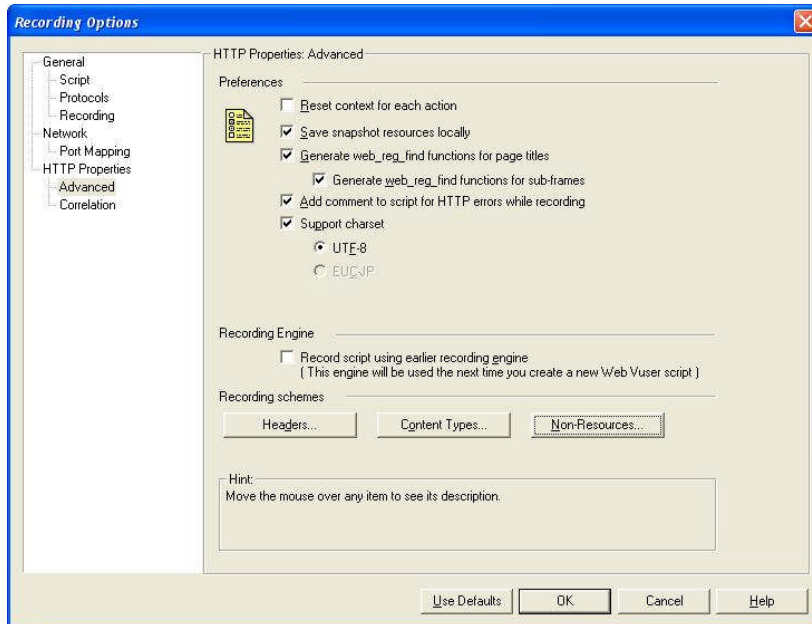 Recording Options
General
Script
Protocols
Recording
Network
Port Mapping
HTTP Properties
Advanced
Correlation
HTTP Properties: Advanced
Preferences
Reset context for each action
Save snapshot resources locally
Generate web_reg_find functions for page titles
Generate web_reg_find functions for sub-frames
Add comment to script for HTTP errors while recording
Support charset
UTF-8
EUC-JP
Recording Engine
Record script using earlier recording engine
( This engine will be used the next time you create a new Web Vuser script )
Recording schemes
Headers... Content Types... Non-Resources...
Hint:
Move the mouse over any item to see its description.
Use Defaults OK Cancel Help